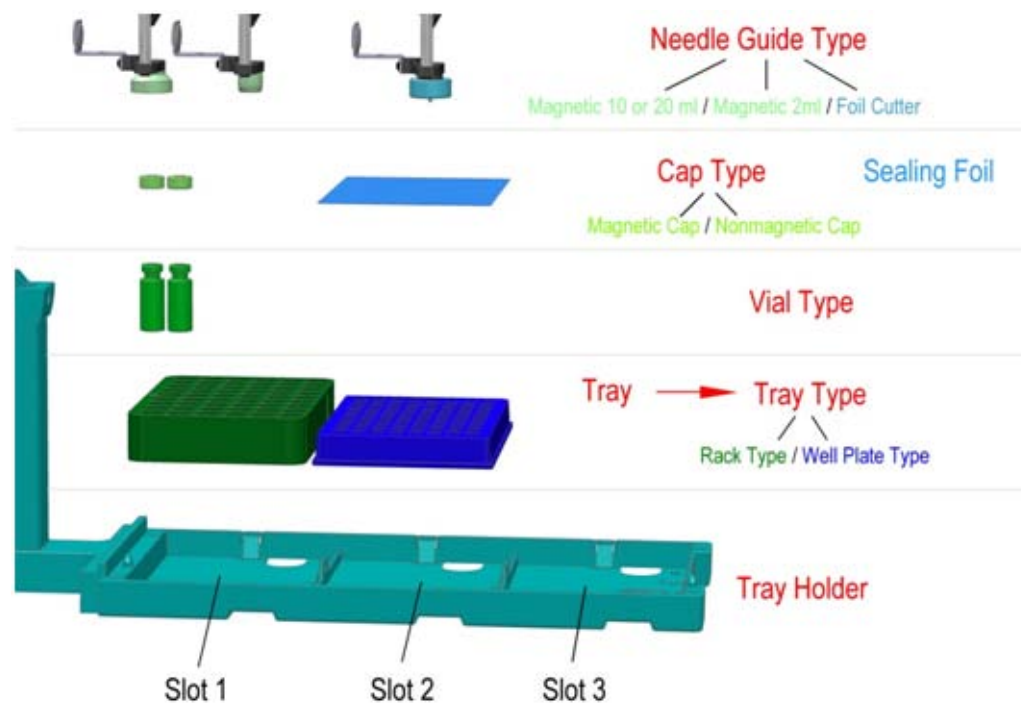 Needle Guide Type
Magnetic 10 or 20 ml / Magnetic 2ml / Foil Cutter
Cap Type
Sealing Foil
Magnetic Cap / Nonmagnetic Cap
Vial Type
Tray
Tray Type
Rack Type / Well Plate Type
Tray Holder
Slot 1
Slot 2
Slot 3